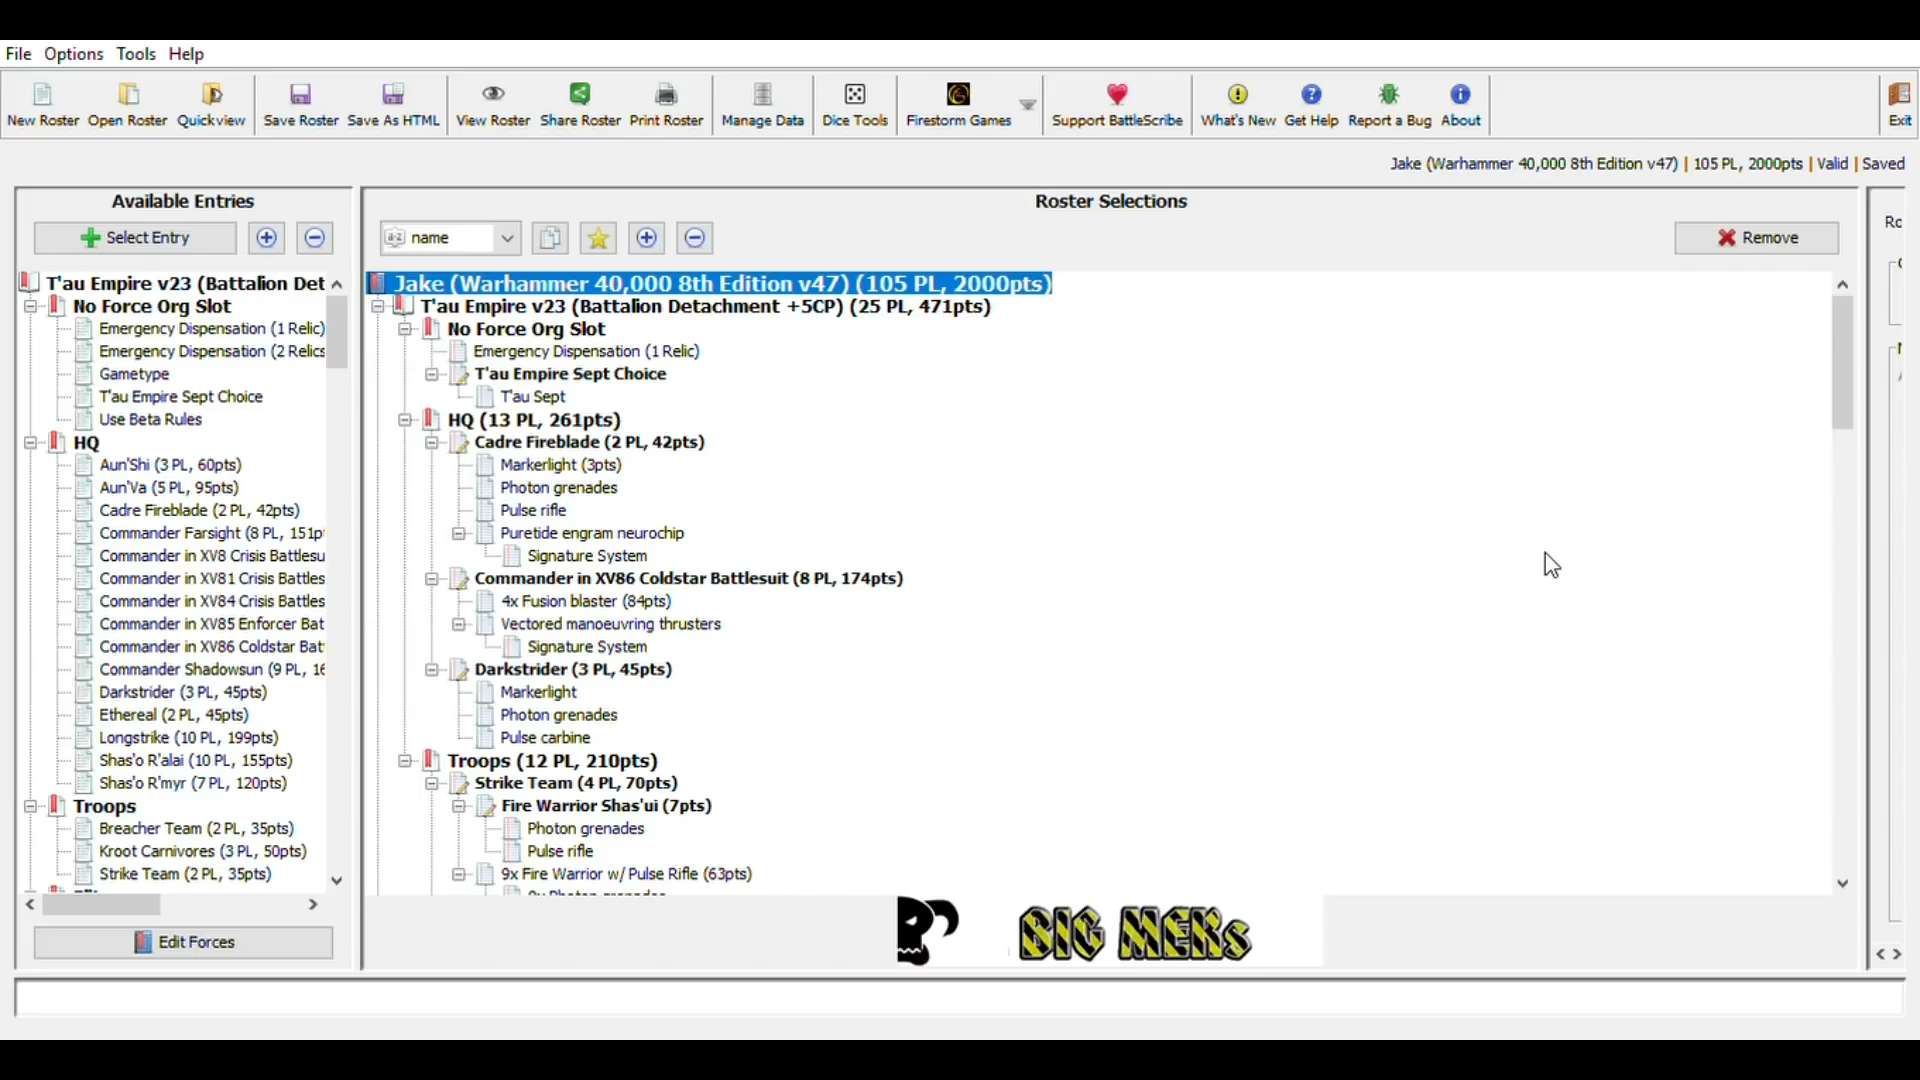 File Options Tools Help
New Roster Open Roster Quickview Save Roster Save As HTML View Roster Share Roster Print Roster Manage Data Dice Tools Firestorm Games Support BattleScribe What's New Get Help Report a Bug About Exit
Jake (Warhammer 40,000 8th Edition v47) | 105 PL, 2000pts | Valid | Saved
Available Entries
Select Entry
T'au Empire v23 (Battalion Det
No Force Org Slot
Emergency Dispensation (1 Relic)
Emergency Dispensation (2 Relics
Gametype
T'au Empire Sept Choice
Use Beta Rules
HQ
Aun'Shi (3 PL, 60pts)
Aun'Va (5 PL, 95pts)
Cadre Fireblade (2 PL, 42pts)
Commander Farsight (8 PL, 151p
Commander in XV8 Crisis Battlesu
Commander in XV81 Crisis Battles
Commander in XV84 Crisis Battles
Commander in XV85 Enforcer Bat
Commander in XV86 Coldstar Bat
Commander Shadowsun (9 PL, 16
Darkstrider (3 PL, 45pts)
Ethereal (2 PL, 45pts)
Longstrike (10 PL, 199pts)
Shas'o R'alai (10 PL, 155pts)
Shas'o R'myr (7 PL, 120pts)
Troops
Breacher Team (2 PL, 35pts)
Kroot Carnivores (3 PL, 50pts)
Strike Team (2 PL, 35pts)
Edit Forces
Roster Selections
name
Remove
Jake (Warhammer 40,000 8th Edition v47) (105 PL, 2000pts)
T'au Empire v23 (Battalion Detachment +5CP) (25 PL, 471pts)
No Force Org Slot
Emergency Dispensation (1 Relic)
T'au Empire Sept Choice
T'au Sept
HQ (13 PL, 261pts)
Cadre Fireblade (2 PL, 42pts)
Markerlight (3pts)
Photon grenades
Pulse rifle
Puretide engram neurochip
Signature System
Commander in XV86 Coldstar Battlesuit (8 PL, 174pts)
4x Fusion blaster (84pts)
Vectored manoeuvring thrusters
Signature System
Darkstrider (3 PL, 45pts)
Markerlight
Photon grenades
Pulse carbine
Troops (12 PL, 210pts)
Strike Team (4 PL, 70pts)
Fire Warrior Shas'ui (7pts)
Photon grenades
Pulse rifle
9x Fire Warrior w/ Pulse Rifle (63pts)
BIG MEKs
Ro